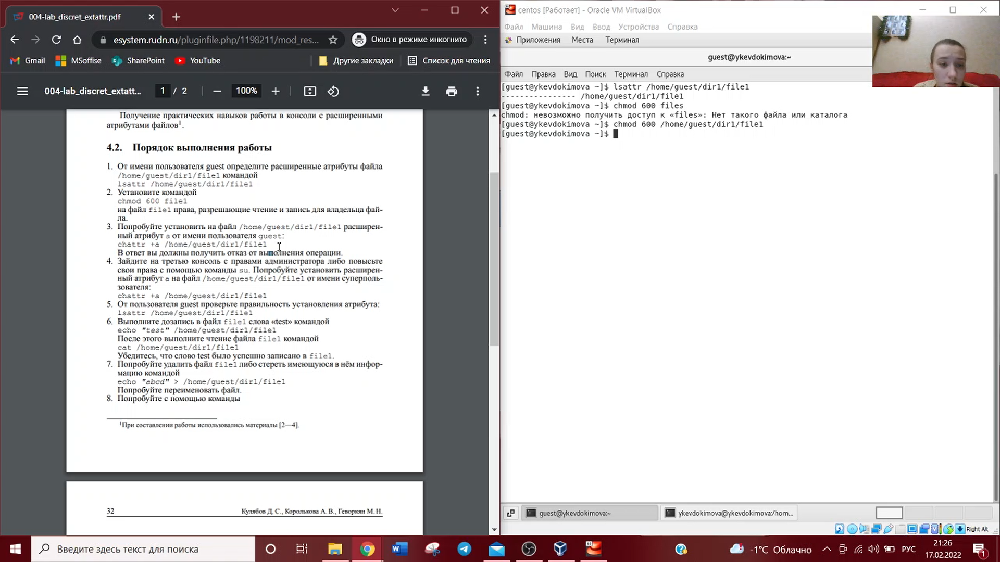 004-lab_discret_extattr.pdf
esystem.rudn.ru/pluginfile.php/1198211/mod_res...
Окно в режиме инкогнито
Gmail
MSoffise
SharePoint
YouTube
Другие закладки
Список для чтения
004-lab_discret_extatt...
1 / 2
100%
Получение практических навыков работы в консоли с расширенными
атрибутами файлов1.
4.2. Порядок выполнения работы
1. От имени пользователя guest определите расширенные атрибуты файла
/home/guest/dir1/file1 командой
lsattr /home/guest/dir1/file1
2. Установите командой
chmod 600 file1
на файл file1 права, разрешающие чтение и запись для владельца фай-
ла.
3. Попробуйте установить на файл /home/guest/dir1/file1 расширен-
ный атрибут a от имени пользователя guest:
chattr +a /home/guest/dir1/file1
В ответ вы должны получить отказ от выполнения операции.
4. Зайдите на третью консоль с правами администратора либо повысьте
свои права с помощью команды su. Попробуйте установить расширен-
ный атрибут a на файл /home/guest/dir1/file1 от имени суперполь-
зователя:
chattr +a /home/guest/dir1/file1
5. От пользователя guest проверьте правильность установления атрибута:
lsattr /home/guest/dir1/file1
6. Выполните дозапись в файл file1 слова «test» командой
echo "test" /home/guest/dir1/file1
После этого выполните чтение файла file1 командой
cat /home/guest/dir1/file1
Убедитесь, что слово test было успешно записано в file1.
7. Попробуйте удалить файл file1 либо стереть имеющуюся в нём инфор-
мацию командой
echo "abcd" > /home/guest/dir1/file1
Попробуйте переименовать файл.
8. Попробуйте с помощью команды
1При составлении работы использовались материалы [2—4].
32 Кулябов Д. С., Королькова А. В., Геворкян М. Н.
centos [Работает] - Oracle VM VirtualBox
Файл Машина Вид Ввод Устройства Справка
Приложения Места Терминал
guest@ykevdokimova:~
Файл Правка Вид Поиск Терминал Справка
[guest@ykevdokimova ~]$ lsattr /home/guest/dir1/file1
---------------- /home/guest/dir1/file1
[guest@ykevdokimova ~]$ chmod 600 files
chmod: невозможно получить доступ к «files»: Нет такого файла или каталога
[guest@ykevdokimova ~]$ chmod 600 /home/guest/dir1/file1
[guest@ykevdokimova ~]$
guest@ykevdokimova:~
ykevdokimova@ykevdokimova:/hom...
Right Alt
Введите здесь текст для поиска
-1°C Облачно
РУС
21:26
17.02.2022
1